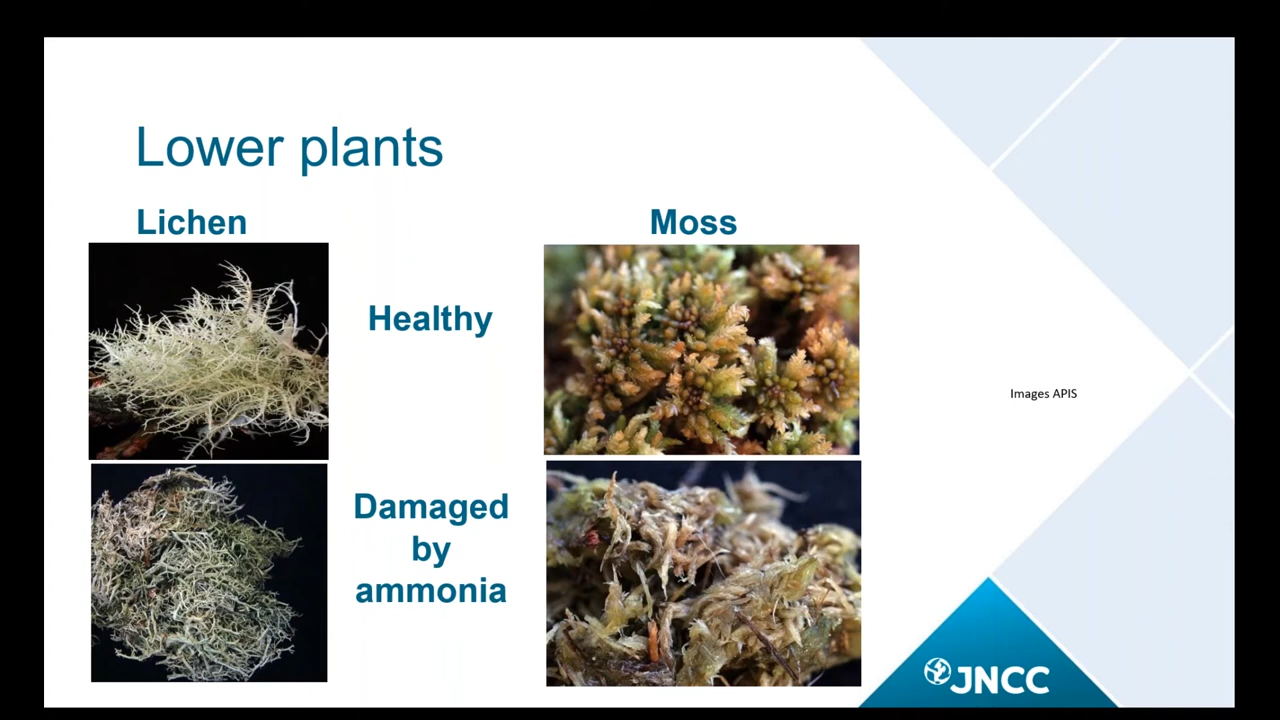 Lower plants
Lichen
Moss
Healthy
Images APIS
Damaged
by
ammonia
JNCC